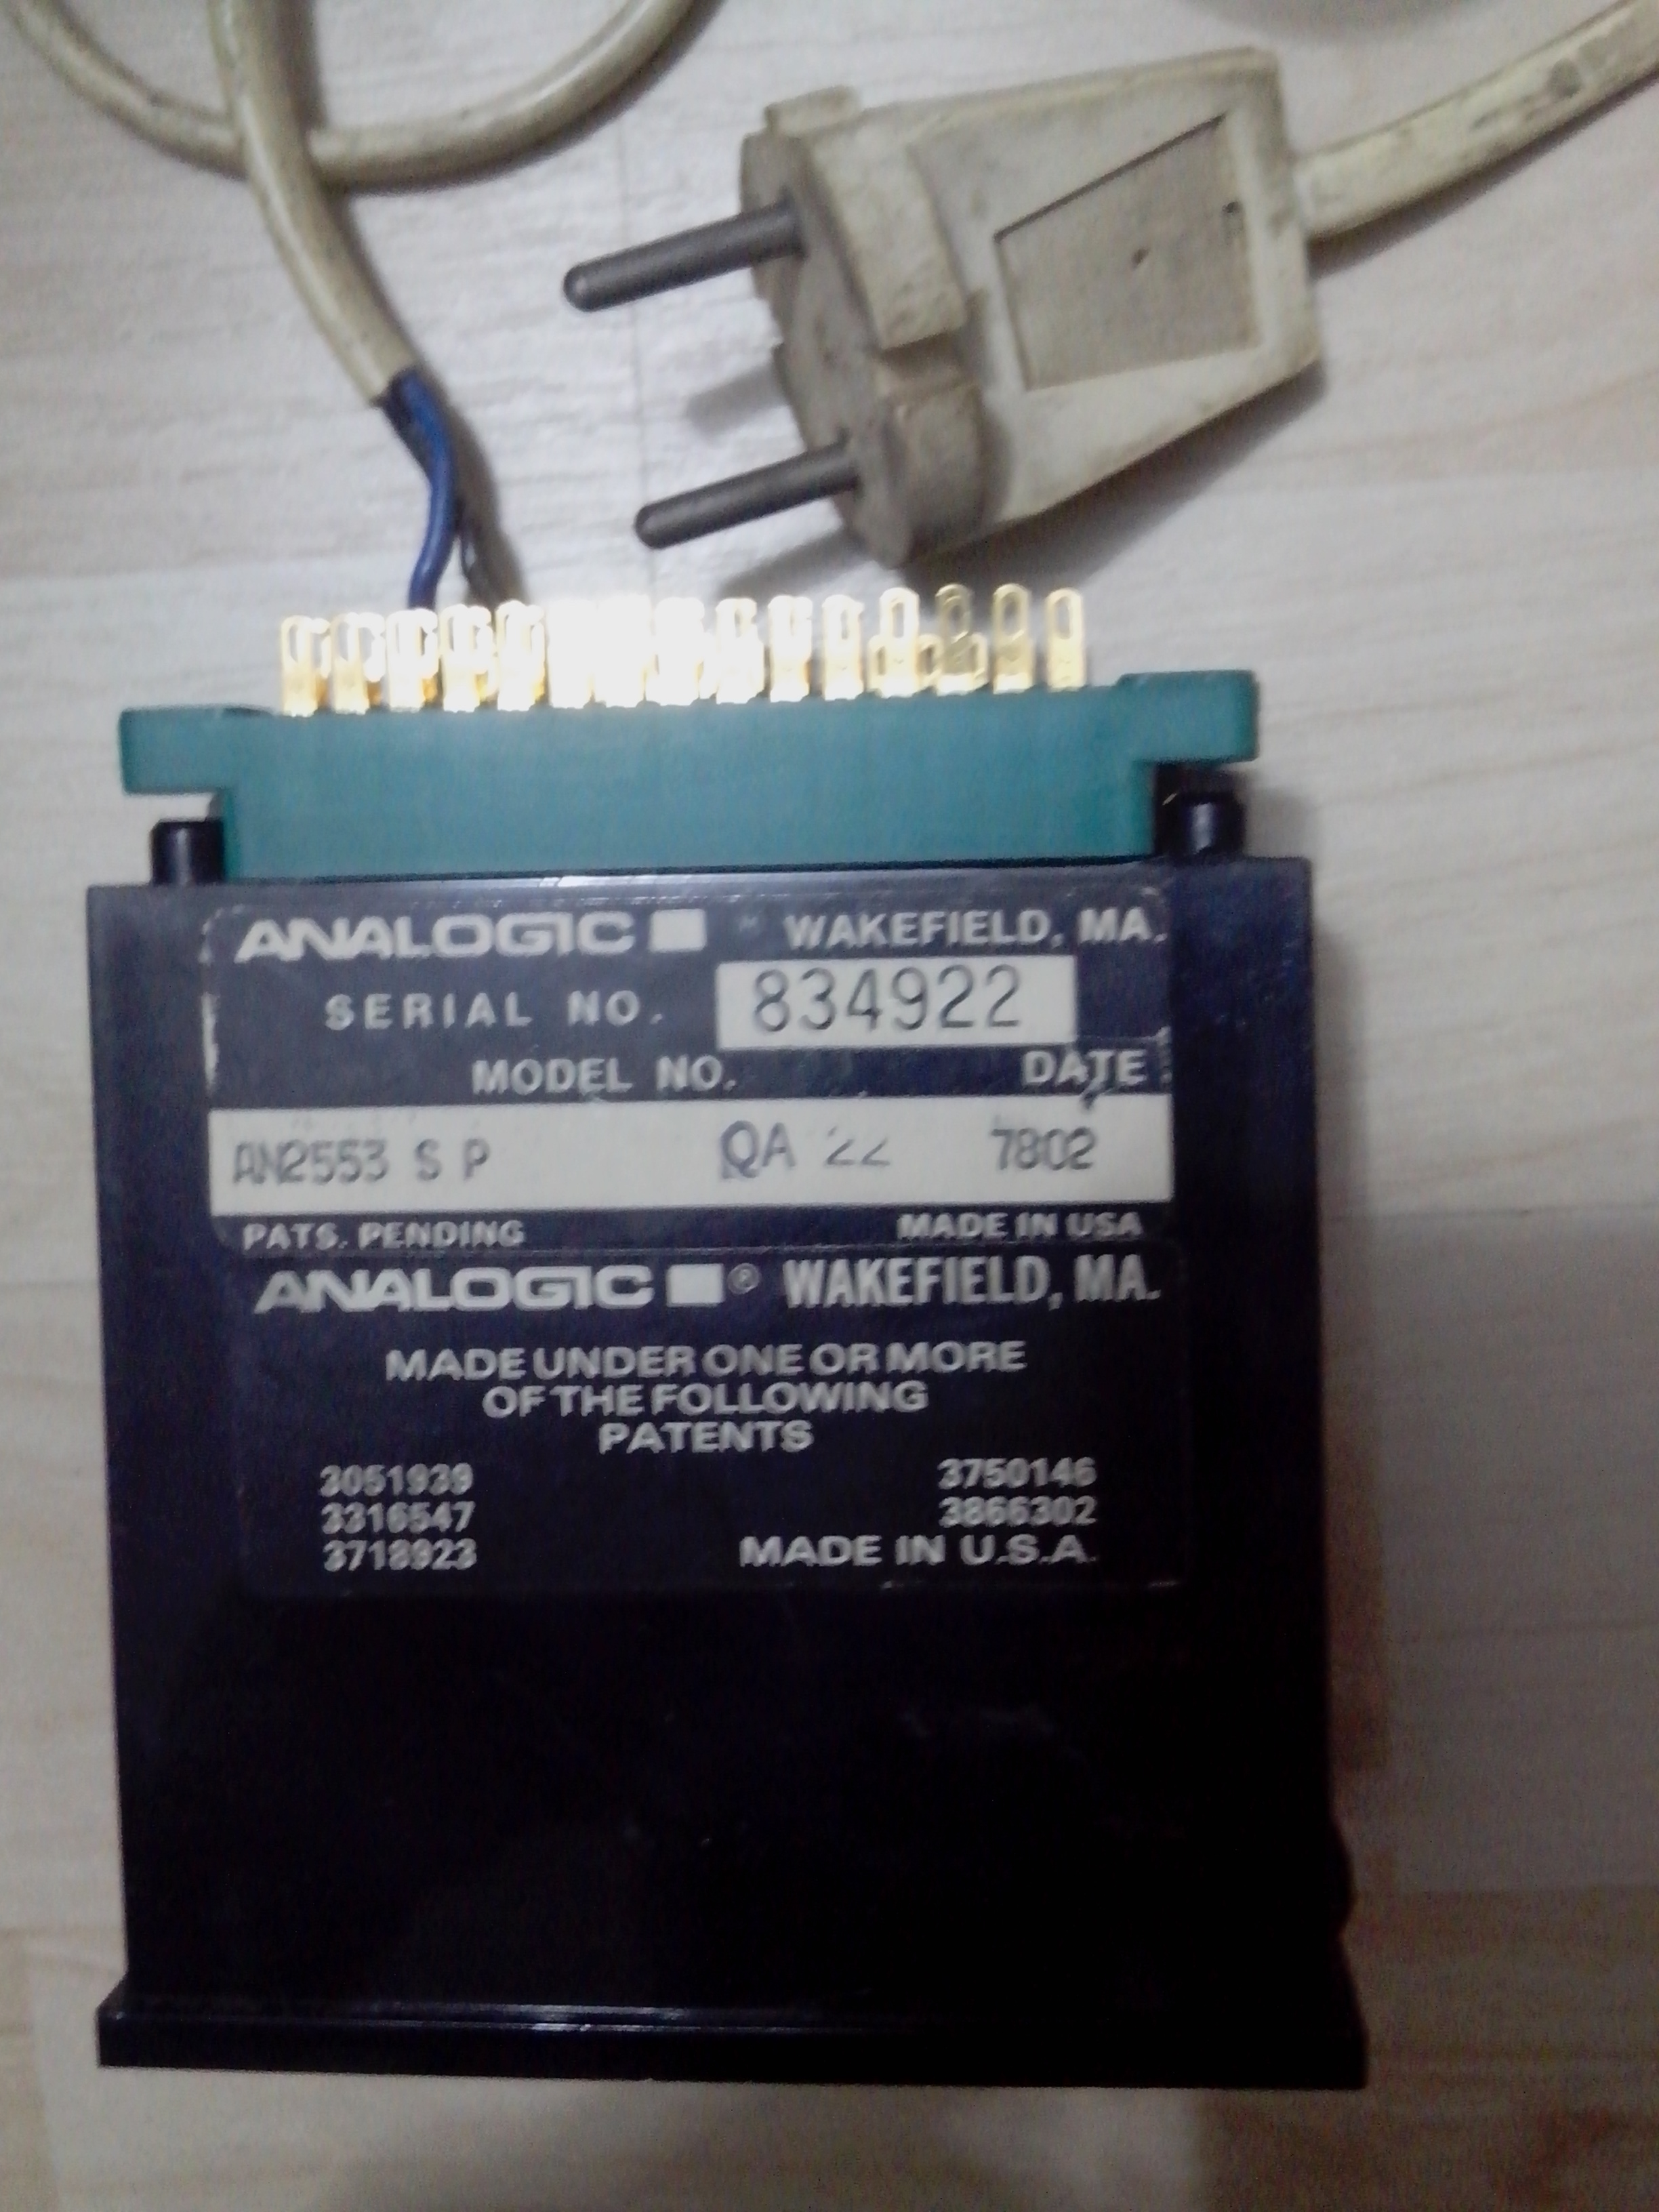 ANALOGIC WAKEFIELD, MA.
SERIAL NO. 834922
MODEL NO. DATE
AN2553 S P QA 22 7802
PATS. PENDING MADE IN USA
ANALOGIC ® WAKEFIELD, MA.
MADE UNDER ONE OR MORE
OF THE FOLLOWING
PATENTS
3051939 3750146
3316547 3866302
3718923 MADE IN U.S.A.